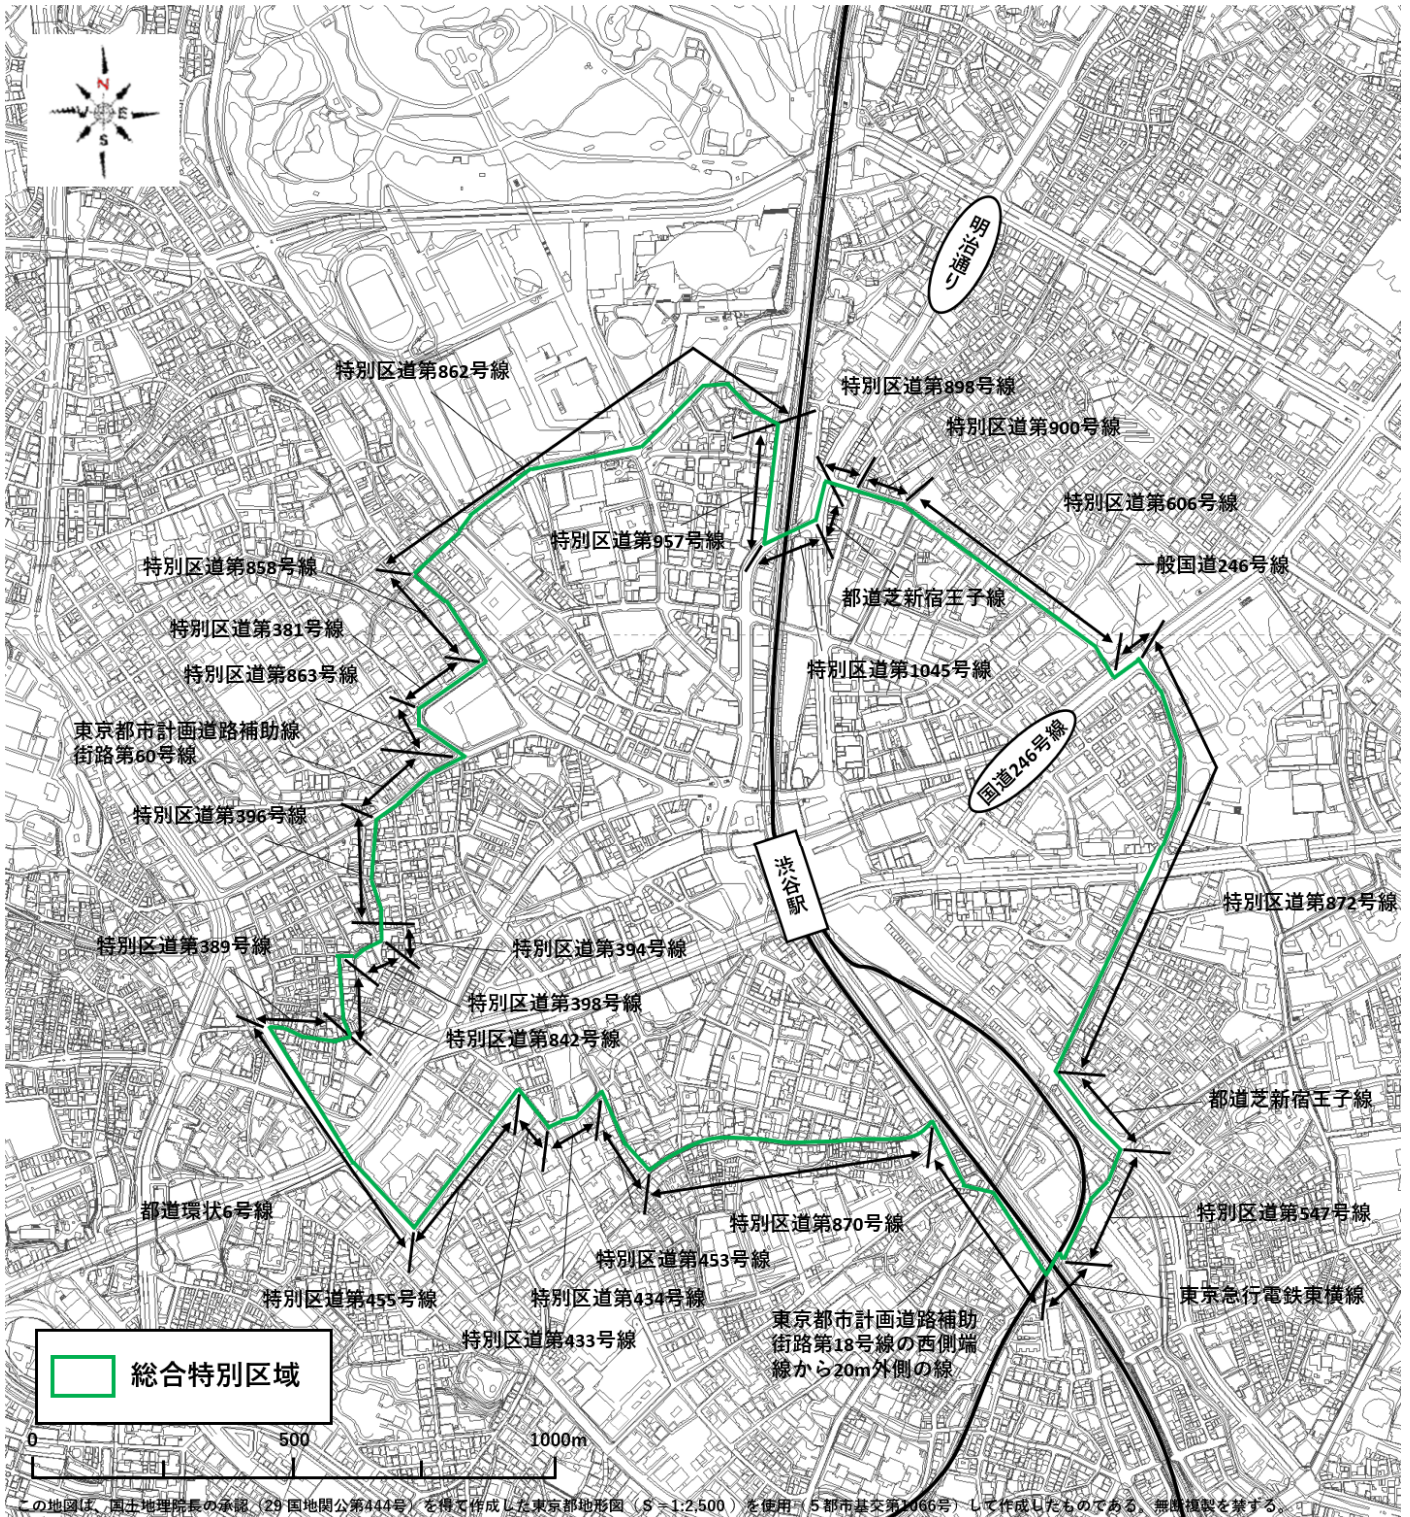 N
W
E
S
明治通り
特別区道第862号線
特別区道第898号線
特別区道第900号線
特別区道第606号線
特別区道第957号線
一般国道246号線
特別区道第858号線
都道芝新宿王子線
特別区道第381号線
特別区道第1045号線
特別区道第863号線
東京都市計画道路補助線
街路第60号線
国道246号線
特別区道第396号線
渋谷駅
特別区道第872号線
特別区道第389号線
特別区道第394号線
特別区道第398号線
特別区道第842号線
都道芝新宿王子線
都道環状6号線
特別区道第870号線
特別区道第547号線
特別区道第453号線
特別区道第455号線
特別区道第434号線
東京急行電鉄東横線
特別区道第433号線
東京都市計画道路補助
街路第18号線の西側端
線から20m外側の線
総合特別区域
0
500
1000m
この地図は、国土地理院長の承認（29 国地関公第444号）を得て作成した東京都地形図（S＝1:2,500 ）を使用（5都市基交第1066号）して作成したものである。無断複製を禁ずる。